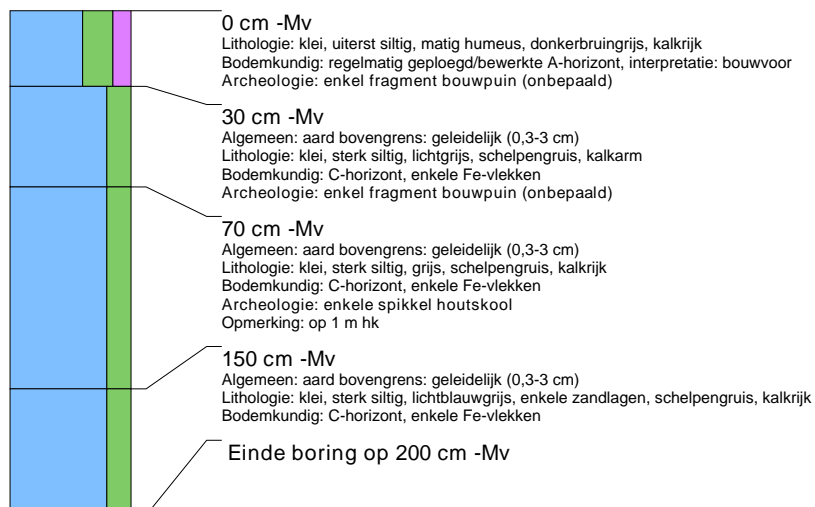 0 cm -Mv
Lithologie: klei, uiterst siltig, matig humeus, donkerbruingrijs, kalkrijk
Bodemkundig: regelmatig geploegd/bewerkte A-horizont, interpretatie: bouwvoor
Archeologie: enkel fragment bouwpuin (onbepaald)
30 cm -Mv
Algemeen: aard bovengrens: geleidelijk (0,3-3 cm)
Lithologie: klei, sterk siltig, lichtgrijs, schelpengruis, kalkarm
Bodemkundig: C-horizont, enkele Fe-vlekken
Archeologie: enkel fragment bouwpuin (onbepaald)
70 cm -Mv
Algemeen: aard bovengrens: geleidelijk (0,3-3 cm)
Lithologie: klei, sterk siltig, grijs, schelpengruis, kalkrijk
Bodemkundig: C-horizont, enkele Fe-vlekken
Archeologie: enkele spikkel houtskool
Opmerking: op 1 m hk
150 cm -Mv
Algemeen: aard bovengrens: geleidelijk (0,3-3 cm)
Lithologie: klei, sterk siltig, lichtblauwgrijs, enkele zandlagen, schelpengruis, kalkrijk
Bodemkundig: C-horizont, enkele Fe-vlekken
Einde boring op 200 cm -Mv